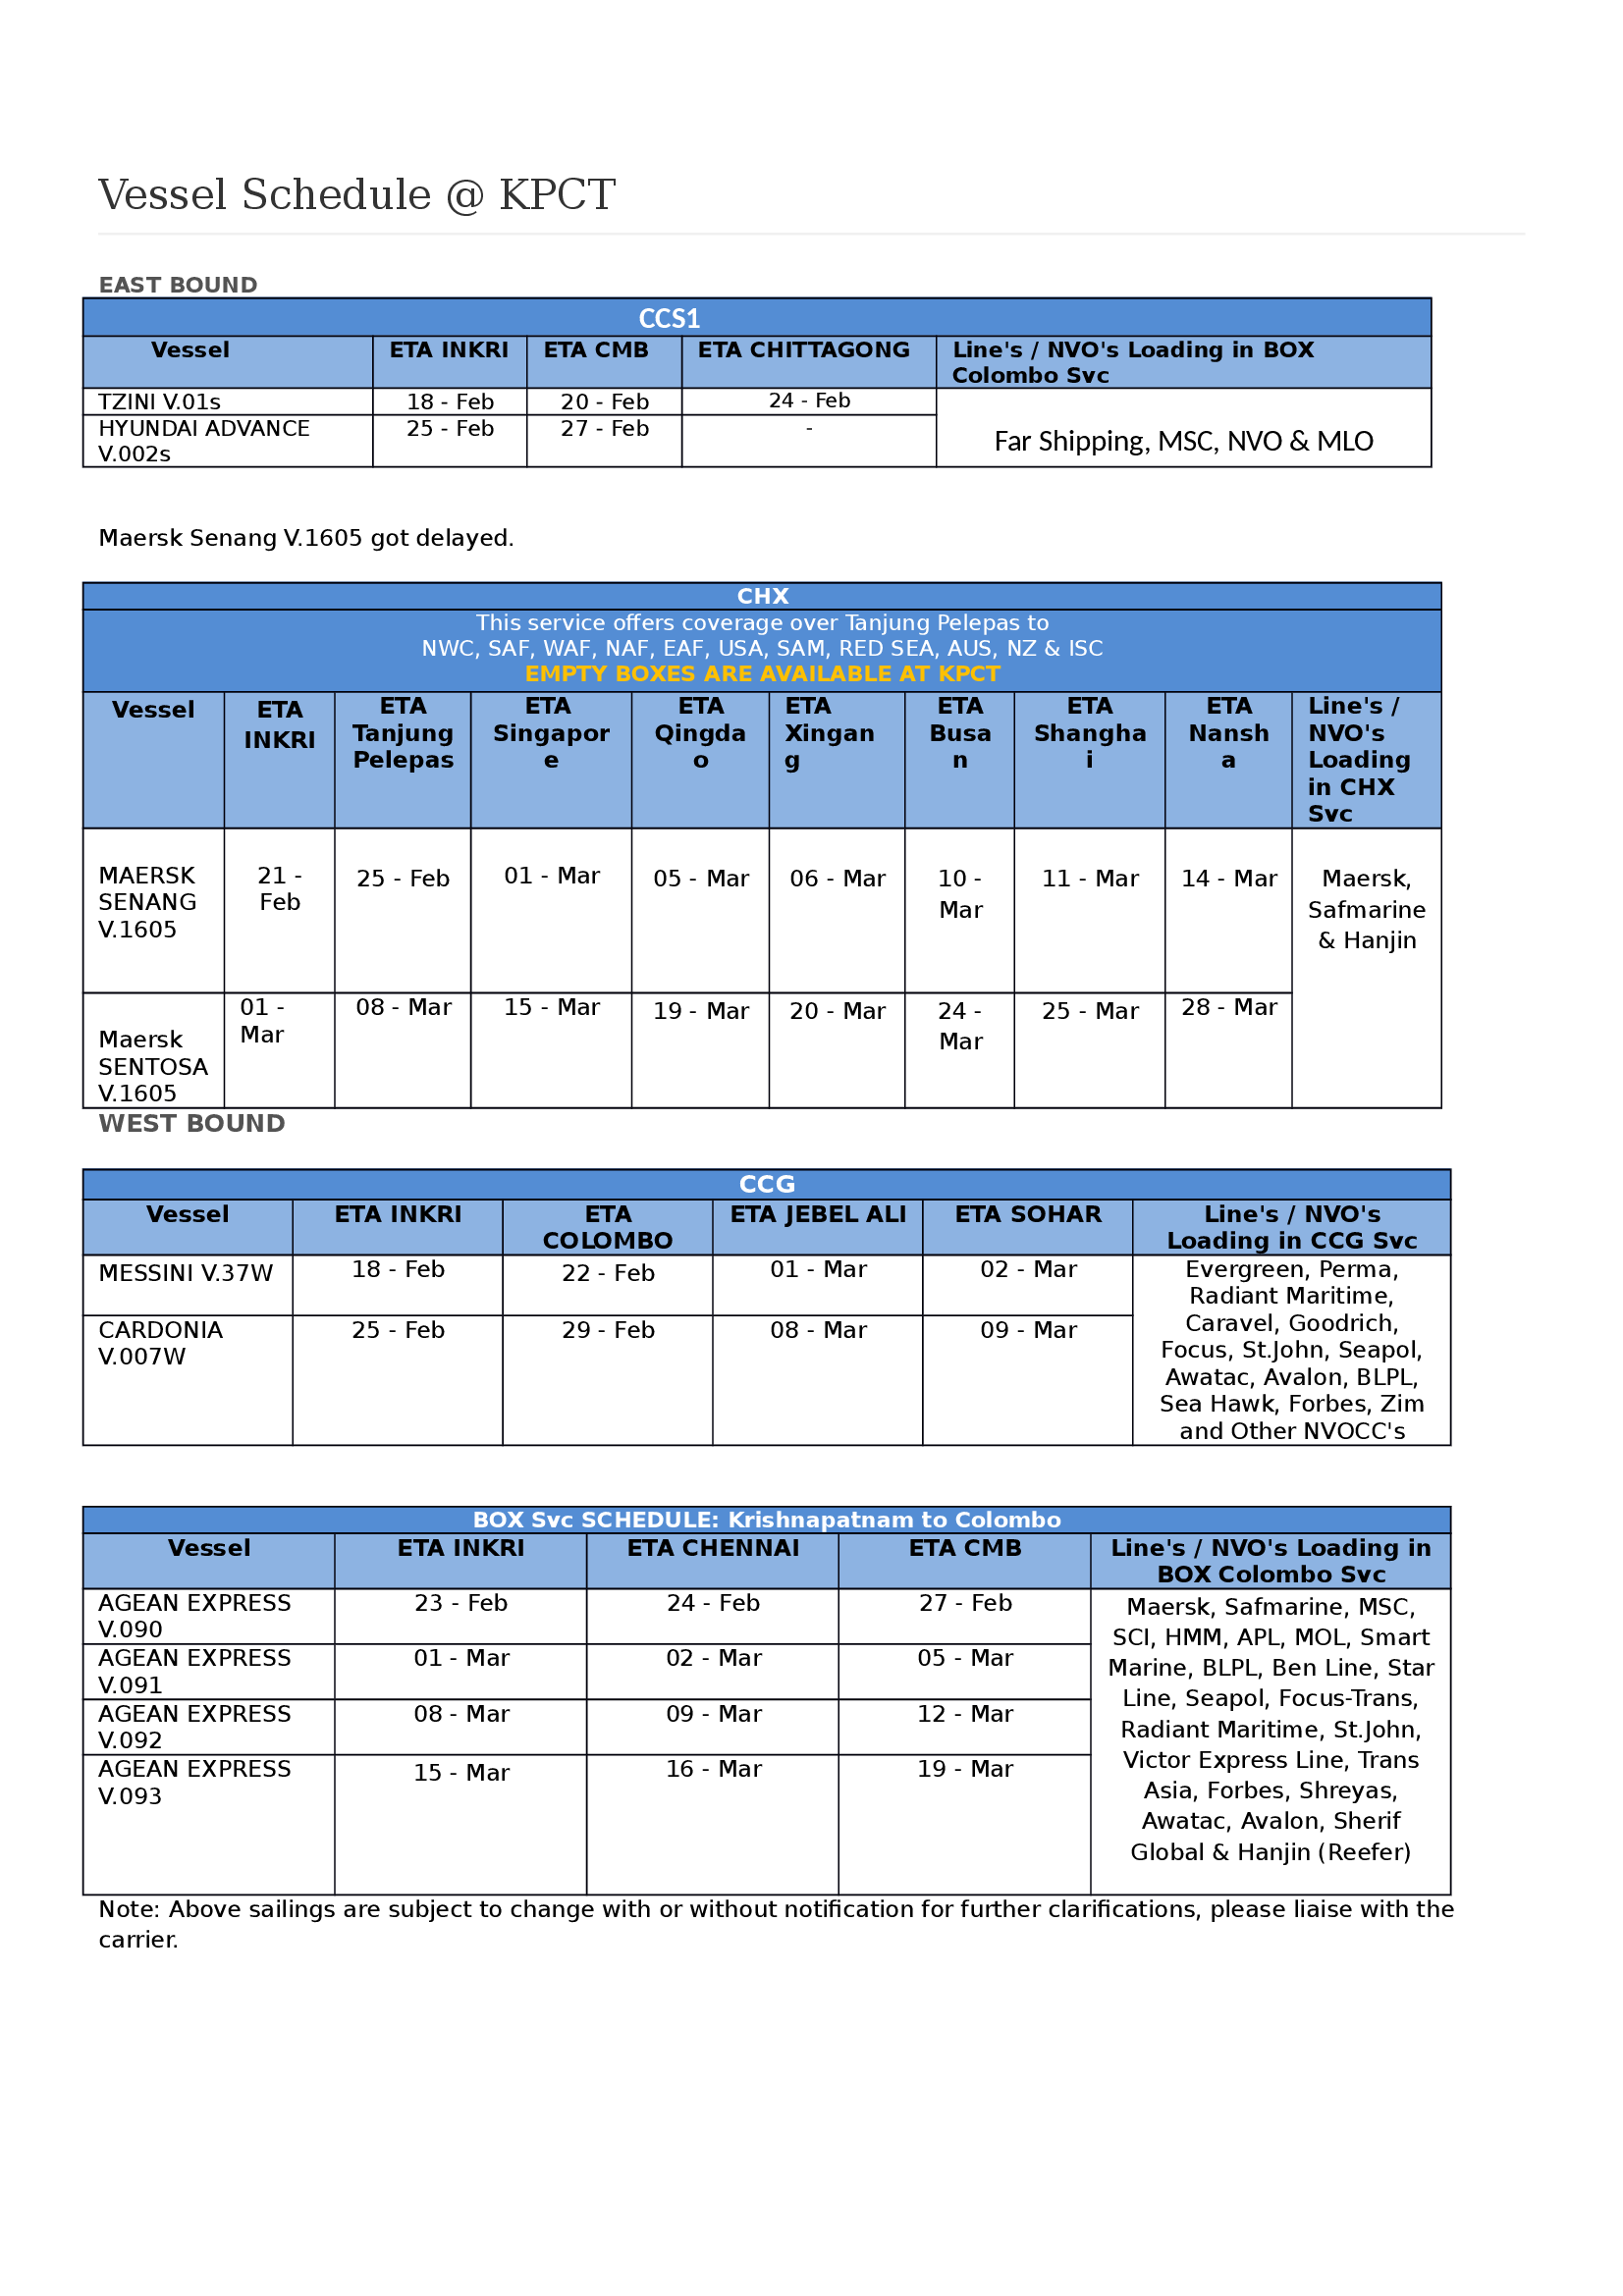 Vessel Schedule @ KPCT
EAST BOUND
CCS1
Vessel ETA INKRI ETA CMB ETA CHITTAGONG Line's / NVO's Loading in BOX
Colombo Svc
TZINI V.01s 18 - Feb 20 - Feb 24 - Feb
HYUNDAI ADVANCE 25 - Feb 27 - Feb -
V.002s
Far Shipping, MSC, NVO & MLO
Maersk Senang V.1605 got delayed.
CHX
This service offers coverage over Tanjung Pelepas to
NWC, SAF, WAF, NAF, EAF, USA, SAM, RED SEA, AUS, NZ & ISC
EMPTY BOXES ARE AVAILABLE AT KPCT
Vessel
ETA
INKRI
ETA
Tanjung
Pelepas
ETA
Singapor
e
ETA
Qingda
o
ETA
Xingan
g
ETA
Busa
n
ETA
Shangha
i
ETA
Nansh
a
Line's /
NVO's
Loading
in CHX
Svc
MAERSK
SENANG
V.1605
21 -
Feb
25 - Feb
01 - Mar
05 - Mar
06 - Mar
10 -
Mar
11 - Mar
14 - Mar
Maersk,
Safmarine
& Hanjin
Maersk
SENTOSA
V.1605
01 -
Mar
08 - Mar
15 - Mar
19 - Mar
20 - Mar
24 -
Mar
25 - Mar
28 - Mar
WEST BOUND
CCG
Vessel
ETA INKRI
ETA
COLOMBO
ETA JEBEL ALI
ETA SOHAR
Line's / NVO's
Loading in CCG Svc
MESSINI V.37W
18 - Feb
22 - Feb
01 - Mar
02 - Mar
Evergreen, Perma,
Radiant Maritime,
Caravel, Goodrich,
Focus, St.John, Seapol,
Awatac, Avalon, BLPL,
Sea Hawk, Forbes, Zim
and Other NVOCC's
CARDONIA
V.007W
25 - Feb
29 - Feb
08 - Mar
09 - Mar
BOX Svc SCHEDULE: Krishnapatnam to Colombo
Vessel
ETA INKRI
ETA CHENNAI
ETA CMB
Line's / NVO's Loading in
BOX Colombo Svc
AGEAN EXPRESS
V.090
23 - Feb
24 - Feb
27 - Feb
Maersk, Safmarine, MSC,
SCI, HMM, APL, MOL, Smart
Marine, BLPL, Ben Line, Star
Line, Seapol, Focus-Trans,
Radiant Maritime, St.John,
Victor Express Line, Trans
Asia, Forbes, Shreyas,
Awatac, Avalon, Sherif
Global & Hanjin (Reefer)
AGEAN EXPRESS
V.091
01 - Mar
02 - Mar
05 - Mar
AGEAN EXPRESS
V.092
08 - Mar
09 - Mar
12 - Mar
AGEAN EXPRESS
V.093
15 - Mar
16 - Mar
19 - Mar
Note: Above sailings are subject to change with or without notification for further clarifications, please liaise with the
carrier.